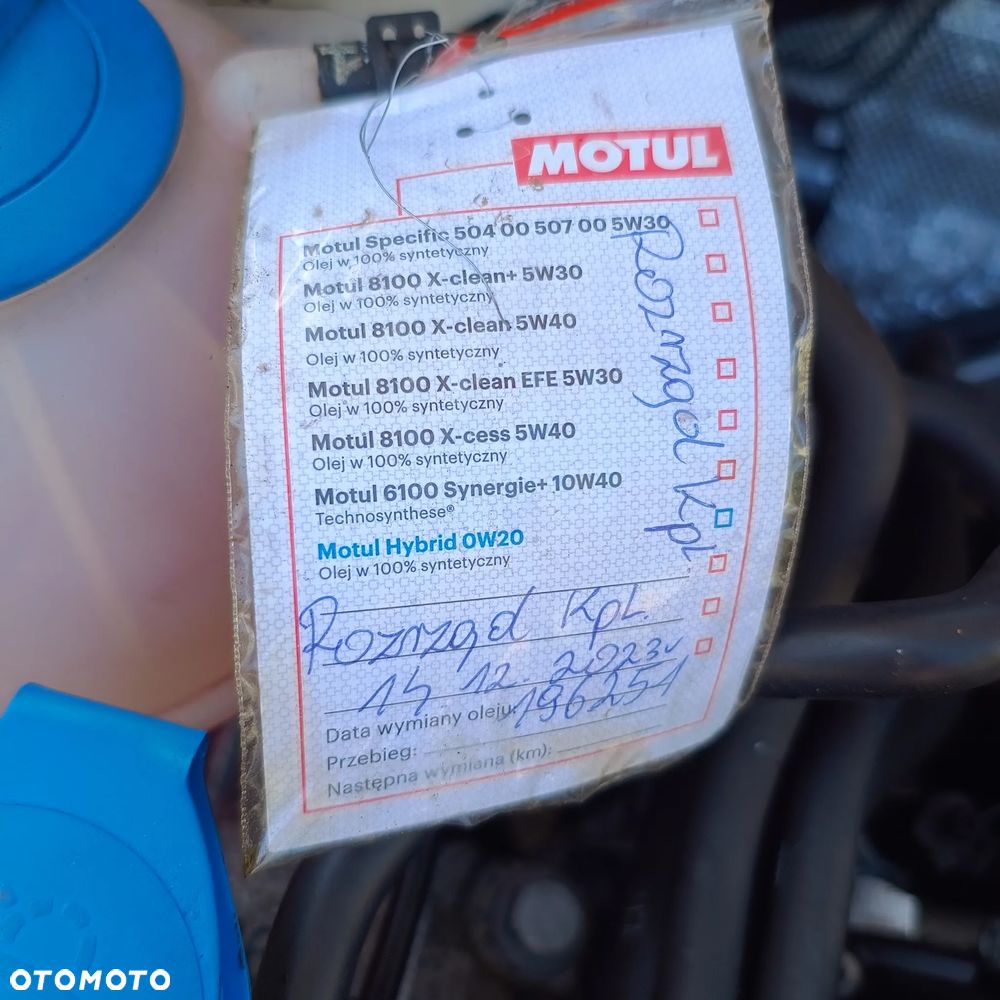 MOTUL
Motul Specific 504 00 507 00 5W30
Olej w 100% syntetyczny
Motul 8100 X-clean+ 5W30
Olej w 100% syntetyczny
Motul 8100 X-clean 5W40
Olej w 100% syntetyczny
Motul 8100 X-clean EFE 5W30
Olej w 100% syntetyczny
Motul 8100 X-cess 5W40
Olej w 100% syntetyczny
Motul 6100 Synergie+ 10W40
Technosynthese®
Motul Hybrid 0W20
Olej w 100% syntetyczny
Rozrząd Kpl
Rozrząd Kpl.
14 12. 2023r
Data wymiany oleju:
196251
Przebieg:
Następna wymiana (km):
OTOMOTO